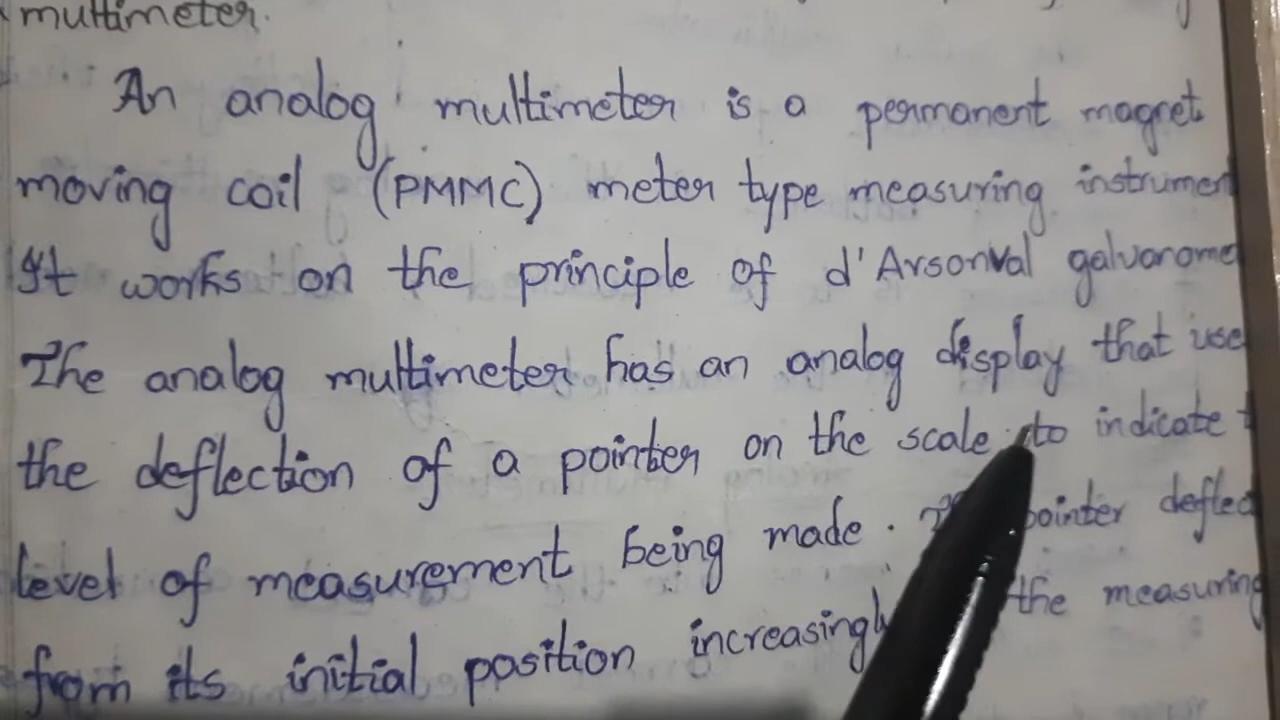 multimeter.
An analog multimeter is a permanent magnet
moving coil (PMMC) meter type measuring instrumen
It works on the principle of d'Arsonval galvanome
The analog multimeter has an analog display that use
the deflection of a pointer on the scale to indicate t
level of measurement being made. pointer deflec
from its initial position increasingly the measuring